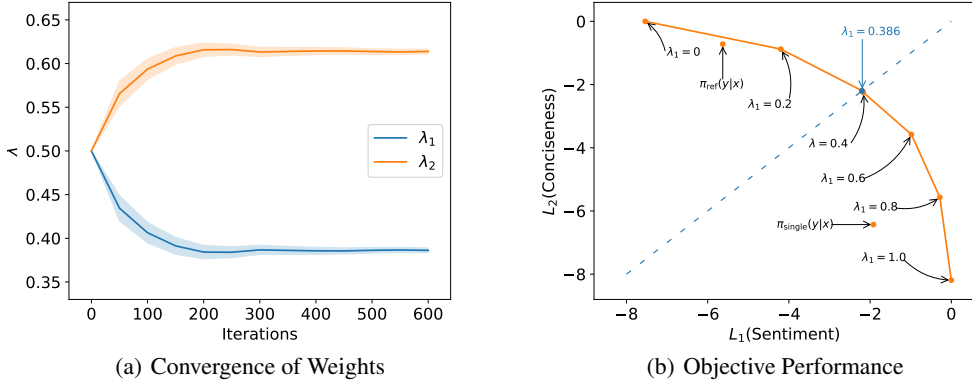 0.65
0.60
0.55
0.50
0.45
0.40
0.35
λ
λ₁
λ₂
0 100 200 300 400 500 600
Iterations
(a) Convergence of Weights
0
−2
−4
−6
−8
L₂(Conciseness)
λ₁ = 0.386
λ₁ = 0
π_ref(y|x)
λ₁ = 0.2
λ = 0.4
λ₁ = 0.6
λ₁ = 0.8
π_single(y|x)
λ₁ = 1.0
−8 −6 −4 −2 0
L₁(Sentiment)
(b) Objective Performance